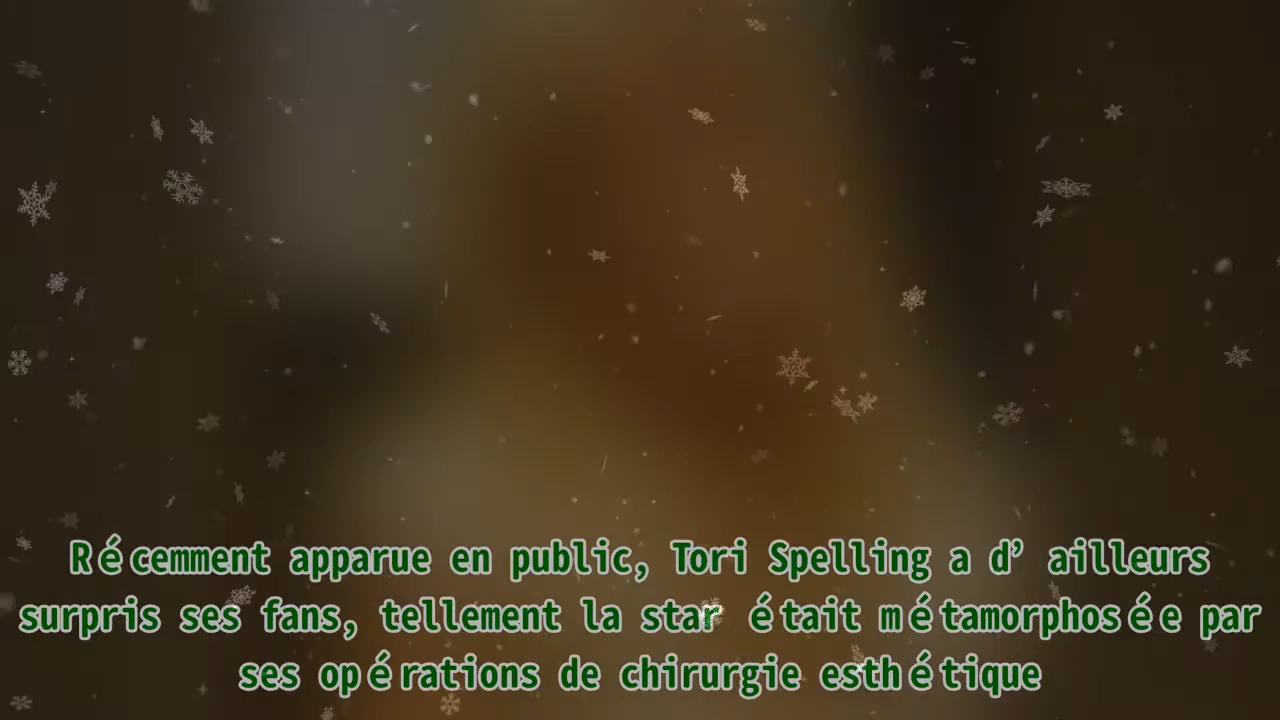 Récemment apparue en public, Tori Spelling a d’ ailleurs
surpris ses fans, tellement la star était métamorphosée par
ses opérations de chirurgie esthétique